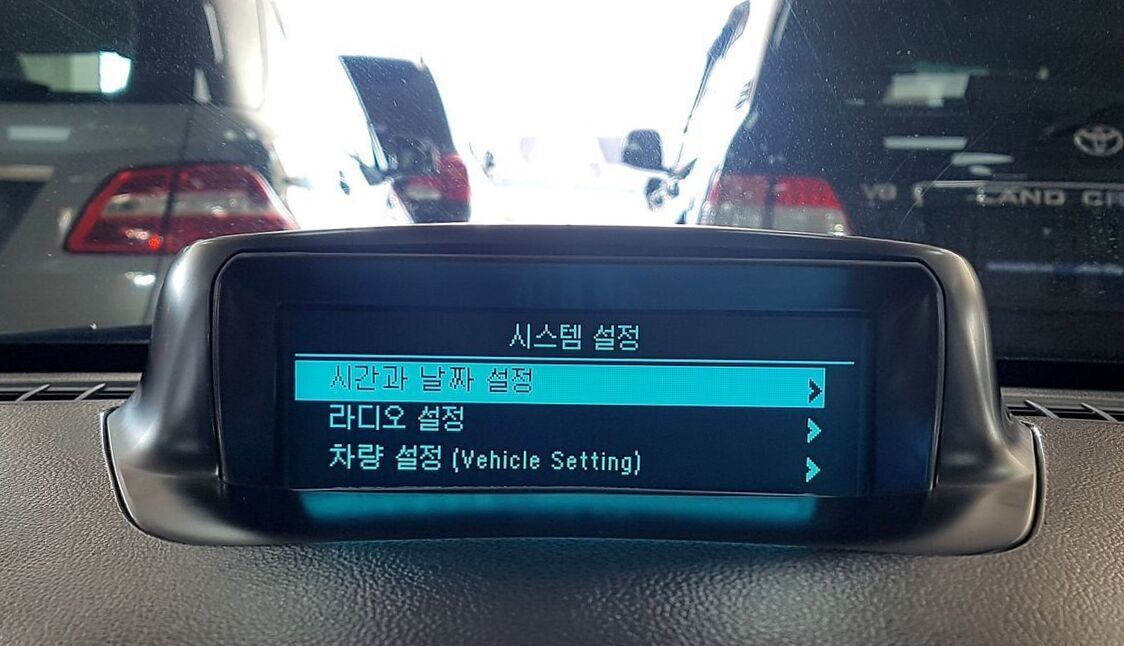 V8
LAND
시스템 설정
시간과 날짜 설정
라디오 설정
차량 설정 (Vehicle Setting)